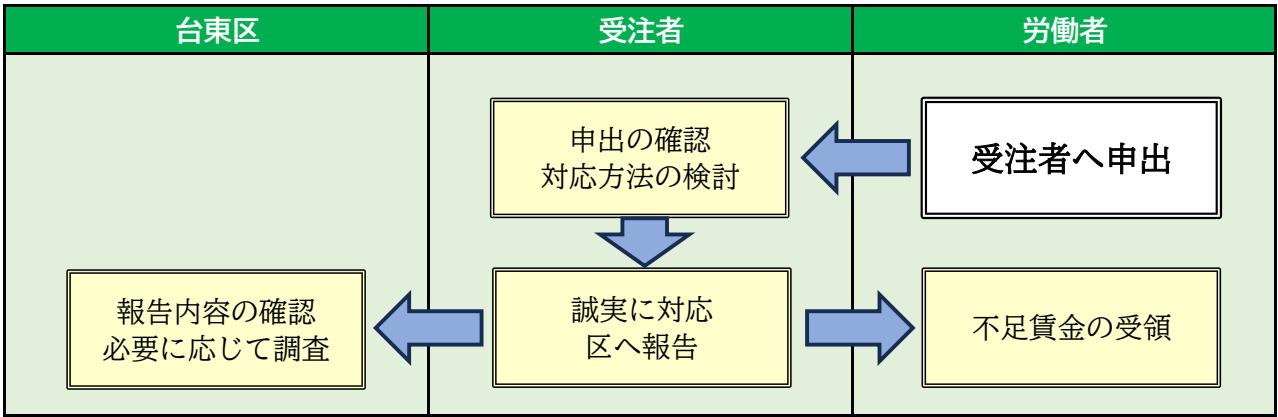 台東区
受注者
労働者
受注者へ申出
申出の確認
対応方法の検討
誠実に対応
区へ報告
報告内容の確認
必要に応じて調査
不足賃金の受領